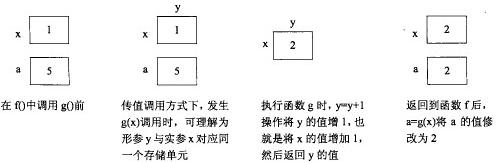 x 1
a 5
在 f()中调用 g()前
y
x 1
a 5
传值调用方式下，发生
g(x)调用时，可理解为
形参 y 与实参 x 对应同
一个存储单元
y
x 2
执行函数 g 时，y=y+1
操作将 y 的值增 1，也
就是将 x 的值增加 1，
然后返回 y 的值
x 2
a 2
返回到函数 f 后，
a=g(x)将 a 的值修
改为 2